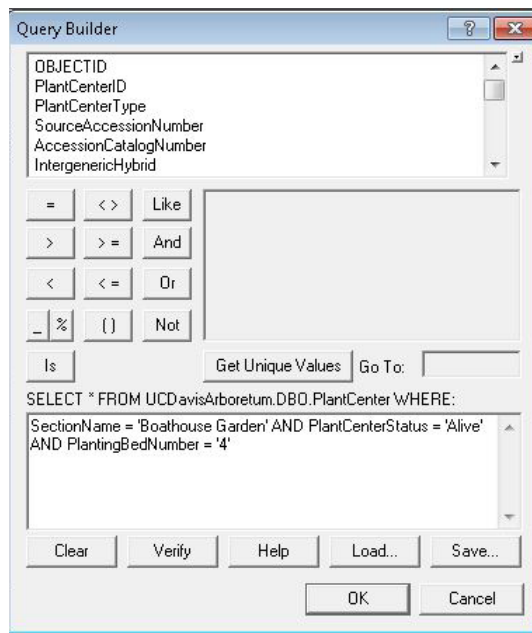 Query Builder
?
OBJECTID
PlantCenterID
PlantCenterType
SourceAccessionNumber
AccessionCatalogNumber
IntergenericHybrid
= < > Like
> > = And
< < = Or
_ % ( ) Not
Is Get Unique Values Go To:
SELECT * FROM UCDavisArboretum.DBO.PlantCenter WHERE:
SectionName = 'Boathouse Garden' AND PlantCenterStatus = 'Alive'
AND PlantingBedNumber = '4'
Clear Verify Help Load... Save...
OK Cancel